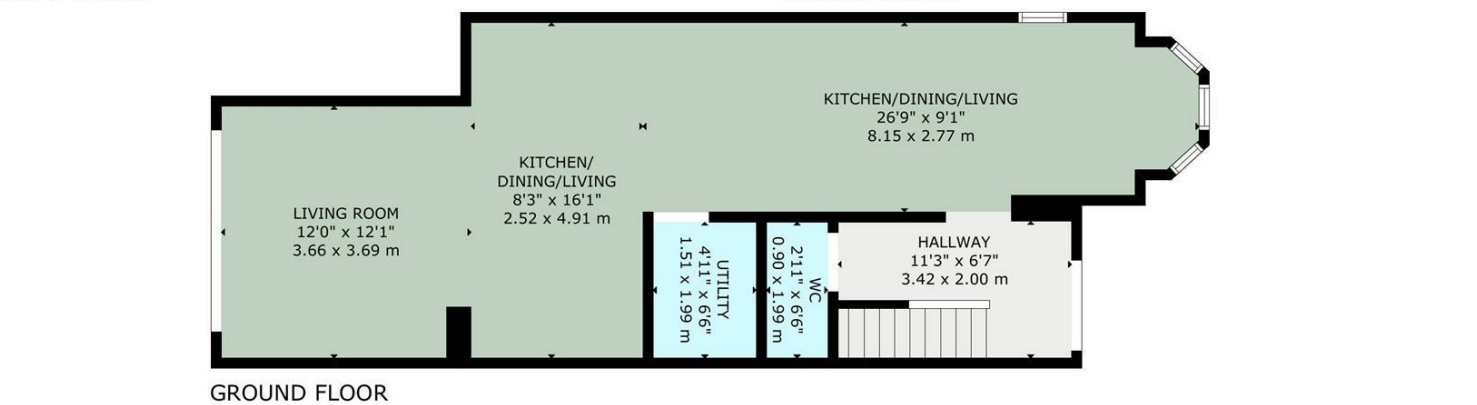 KITCHEN/DINING/LIVING
26'9" x 9'1"
8.15 x 2.77 m
KITCHEN/
DINING/LIVING
8'3" x 16'1"
2.52 x 4.91 m
LIVING ROOM
12'0" x 12'1"
3.66 x 3.69 m
UTILITY
4'11" x 6'6"
1.51 x 1.99 m
WC
2'11" x 6'6"
0.90 x 1.99 m
HALLWAY
11'3" x 6'7"
3.42 x 2.00 m
GROUND FLOOR